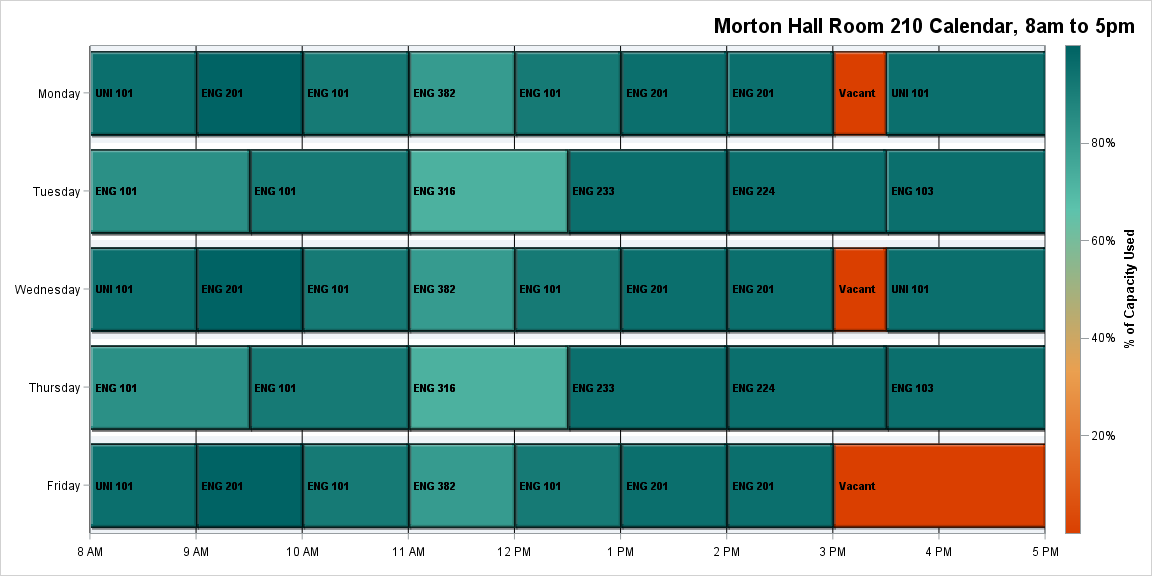 Morton Hall Room 210 Calendar, 8am to 5pm
Monday
UNI 101
ENG 201
ENG 101
ENG 382
ENG 101
ENG 201
ENG 201
Vacant
UNI 101
Tuesday
ENG 101
ENG 101
ENG 316
ENG 233
ENG 224
ENG 103
Wednesday
UNI 101
ENG 201
ENG 101
ENG 382
ENG 101
ENG 201
ENG 201
Vacant
UNI 101
Thursday
ENG 101
ENG 101
ENG 316
ENG 233
ENG 224
ENG 103
Friday
UNI 101
ENG 201
ENG 101
ENG 382
ENG 101
ENG 201
ENG 201
Vacant
8 AM
9 AM
10 AM
11 AM
12 PM
1 PM
2 PM
3 PM
4 PM
5 PM
80%
60%
40%
20%
% of Capacity Used